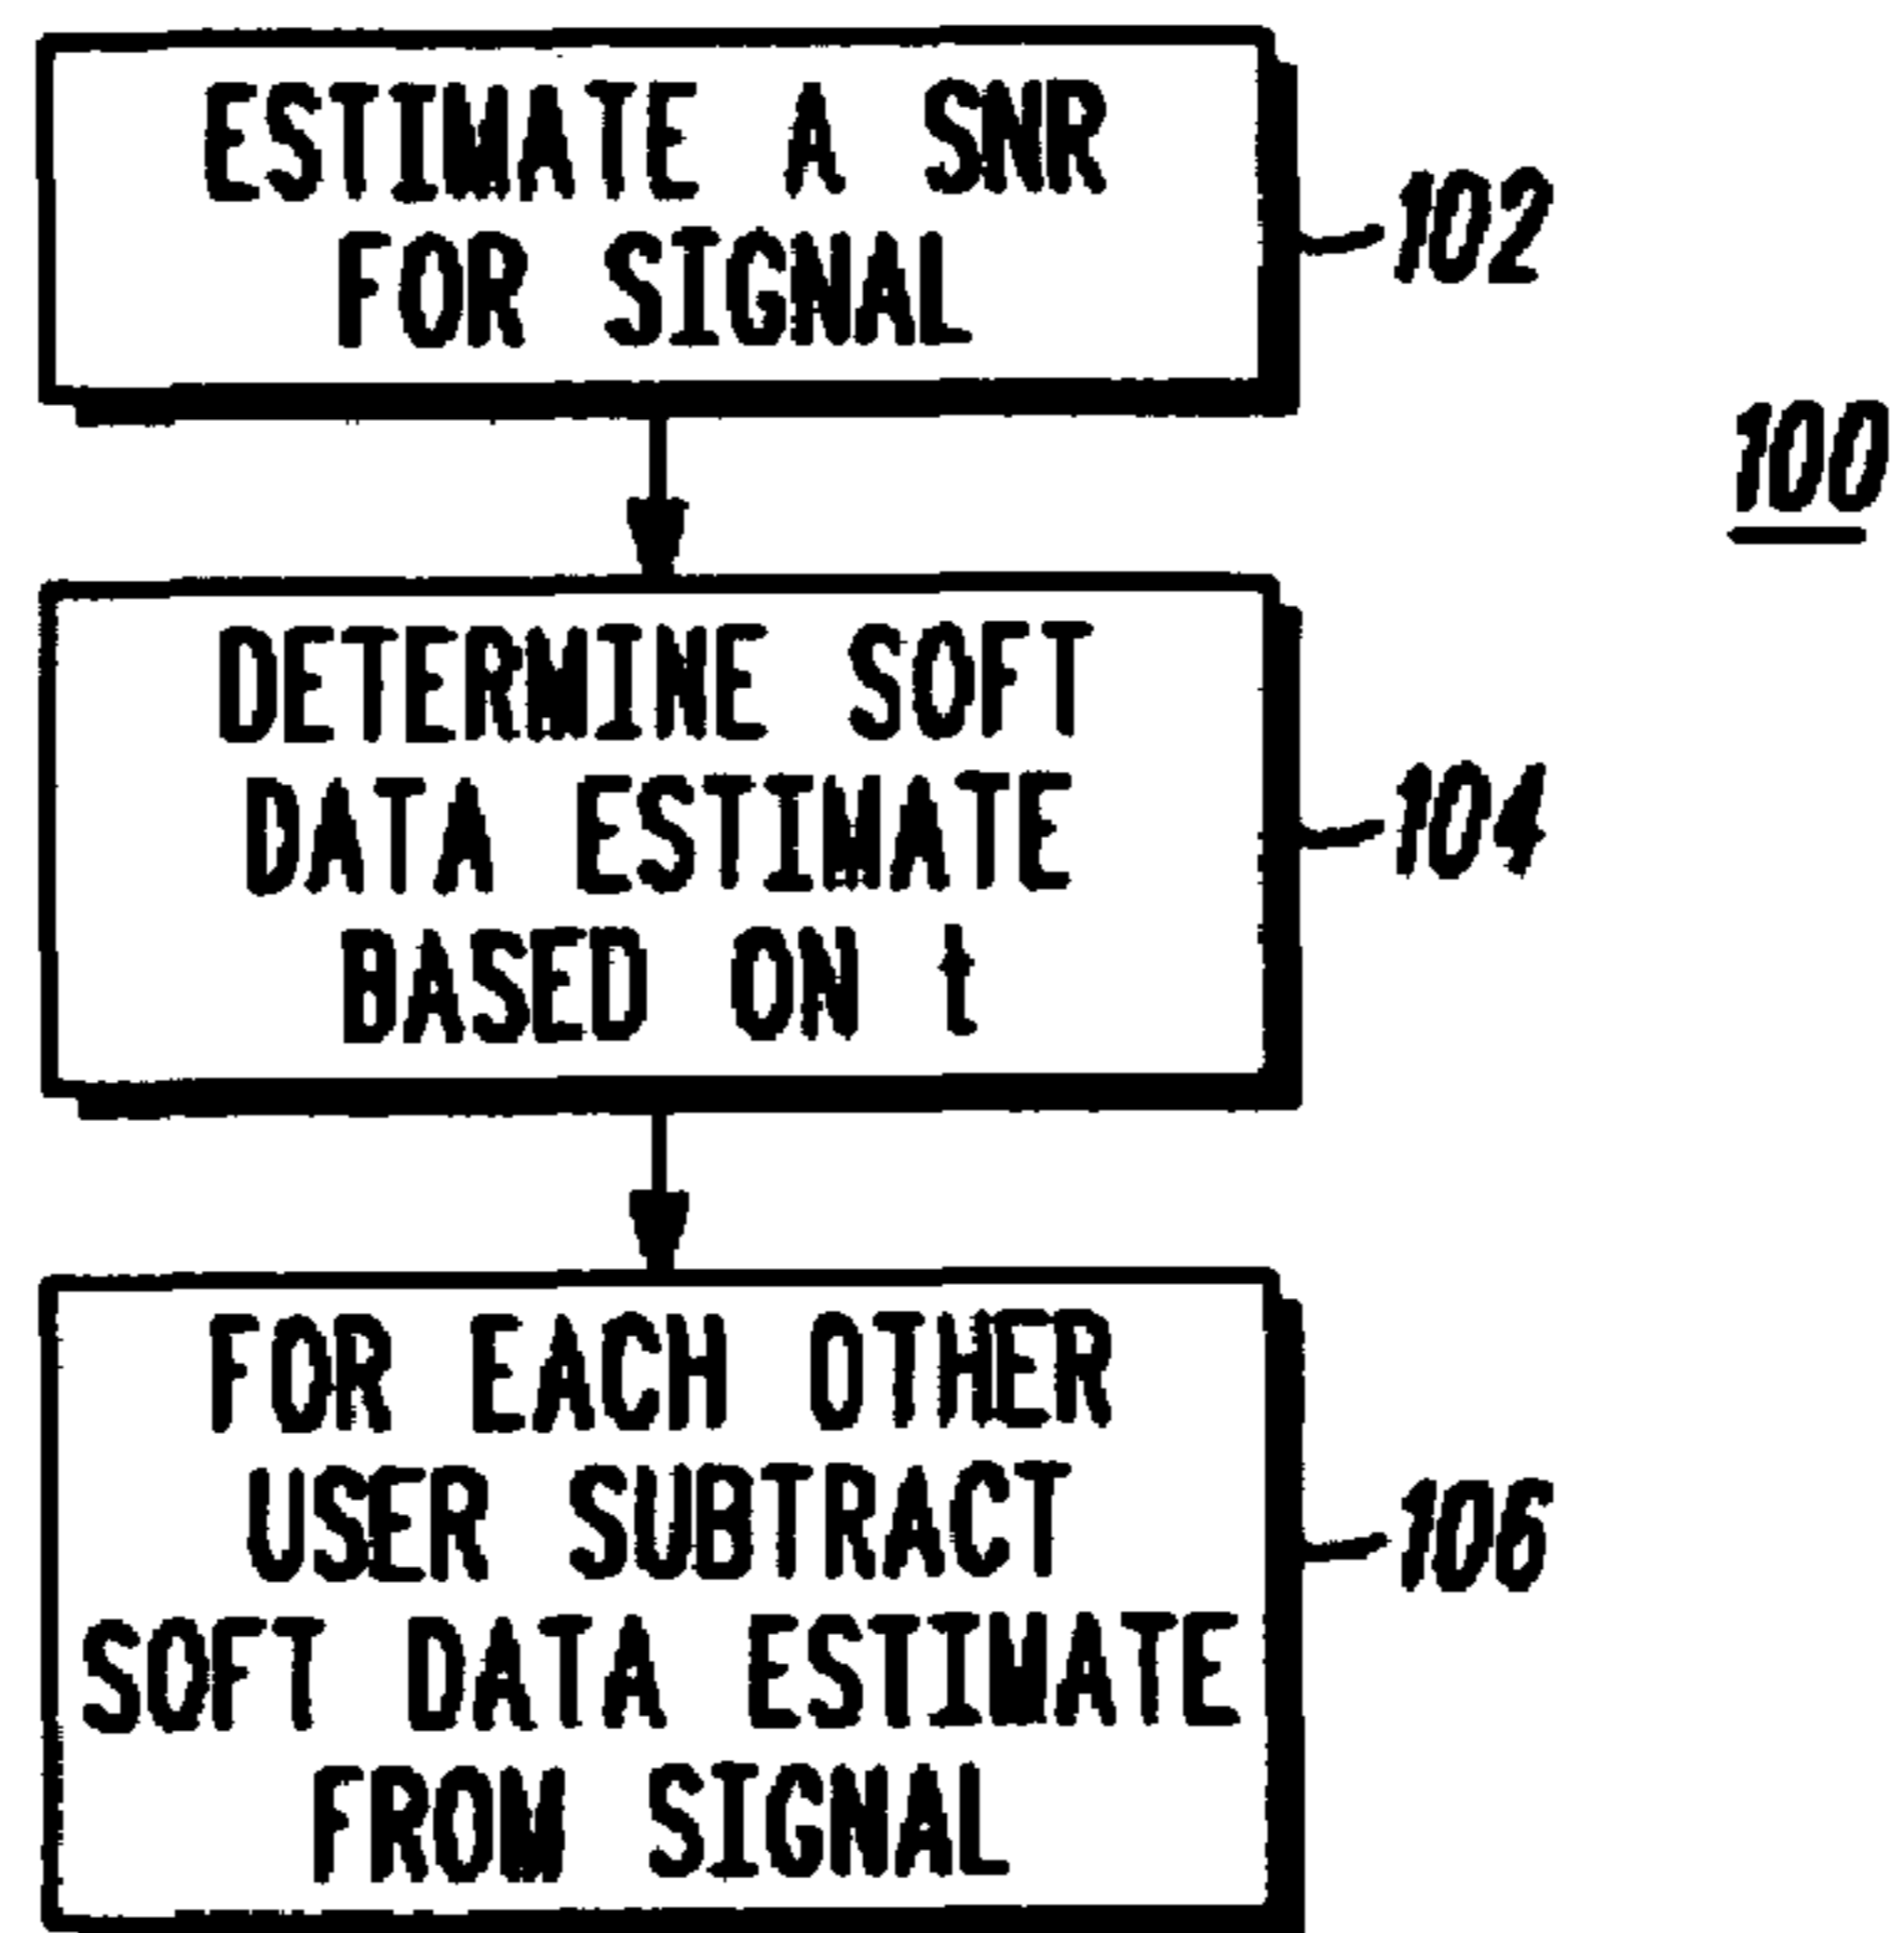 ESTIMATE A SNR
FOR SIGNAL
102
100
DETERMINE SOFT
DATA ESTIMATE
BASED ON t
104
FOR EACH OTHER
USER SUBTRACT
SOFT DATA ESTIMATE
FROM SIGNAL
106